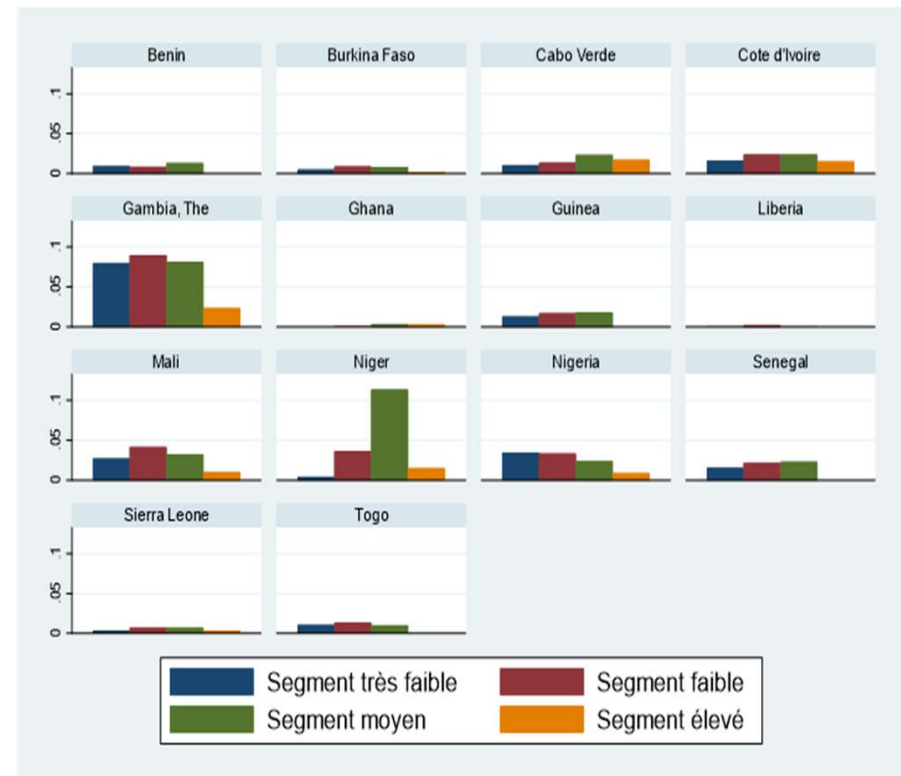 Benin Burkina Faso Cabo Verde Cote d'Ivoire
.1
.05
0
Gambia, The Ghana Guinea Liberia
.1
.05
0
Mali Niger Nigeria Senegal
.1
.05
0
Sierra Leone Togo
.1
.05
0
Segment très faible Segment faible
Segment moyen Segment élevé